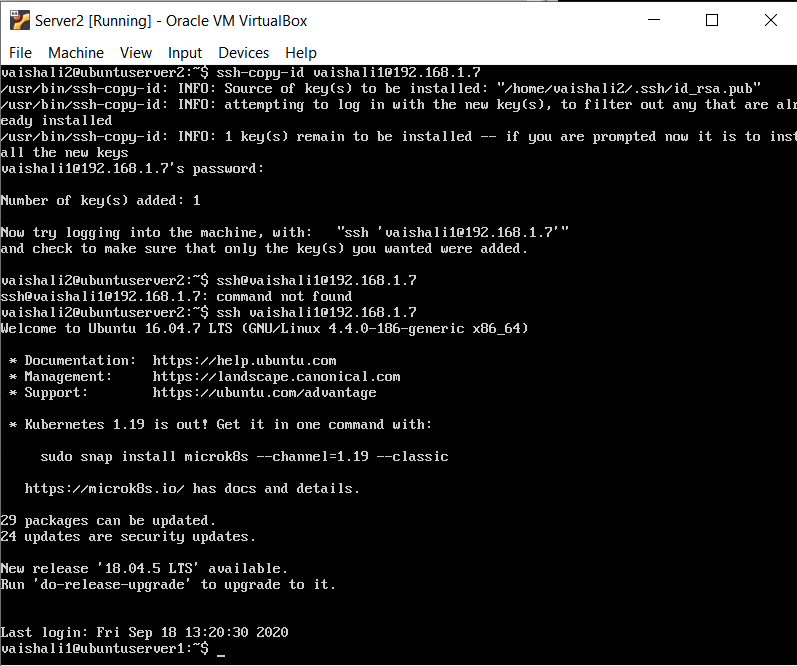 Server2 [Running] - Oracle VM VirtualBox
File Machine View Input Devices Help
vaishali2@ubuntuserver2:~$ ssh-copy-id vaishali1@192.168.1.7
/usr/bin/ssh-copy-id: INFO: Source of key(s) to be installed: "/home/vaishali2/.ssh/id_rsa.pub"
/usr/bin/ssh-copy-id: INFO: attempting to log in with the new key(s), to filter out any that are alr
eady installed
/usr/bin/ssh-copy-id: INFO: 1 key(s) remain to be installed -- if you are prompted now it is to inst
all the new keys
vaishali1@192.168.1.7's password:
Number of key(s) added: 1
Now try logging into the machine, with:   "ssh 'vaishali1@192.168.1.7'"
and check to make sure that only the key(s) you wanted were added.
vaishali2@ubuntuserver2:~$ ssh@vaishali1@192.168.1.7
ssh@vaishali1@192.168.1.7: command not found
vaishali2@ubuntuserver2:~$ ssh vaishali1@192.168.1.7
Welcome to Ubuntu 16.04.7 LTS (GNU/Linux 4.4.0-186-generic x86_64)
* Documentation:  https://help.ubuntu.com
* Management:     https://landscape.canonical.com
* Support:        https://ubuntu.com/advantage
* Kubernetes 1.19 is out! Get it in one command with:
sudo snap install microk8s --channel=1.19 --classic
https://microk8s.io/ has docs and details.
29 packages can be updated.
24 updates are security updates.
New release '18.04.5 LTS' available.
Run 'do-release-upgrade' to upgrade to it.
Last login: Fri Sep 18 13:20:30 2020
vaishali1@ubuntuserver1:~$ _